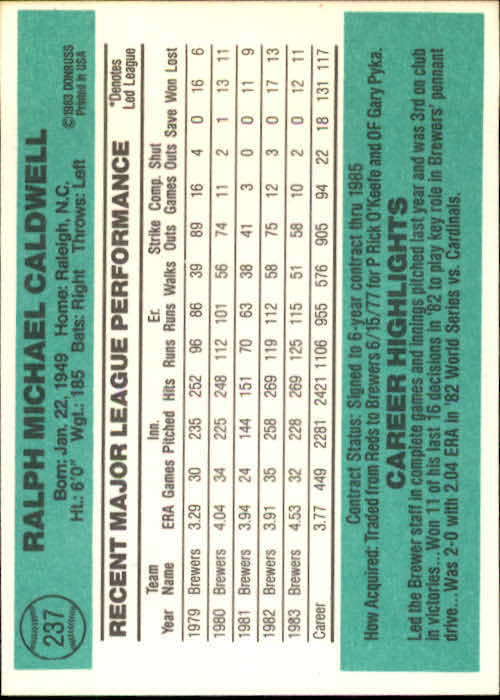 237
RALPH MICHAEL CALDWELL
Born: Jan. 22, 1949 Home: Raleigh, N.C.
Ht.: 6'0" Wgt.: 185 Bats: Right Throws: Left
©1983 DONRUSS
Printed in USA
RECENT MAJOR LEAGUE PERFORMANCE
*Denotes
Led League
Team Inn. Er. Strike Comp. Shut
Year Name ERA Games Pitched Hits Runs Runs Walks Outs Games Outs Save Won Lost
1979 Brewers 3.29 30 235 252 96 86 39 89 16 4 0 16 6
1980 Brewers 4.04 34 225 248 112 101 56 74 11 2 1 13 11
1981 Brewers 3.94 24 144 151 70 63 38 41 3 0 0 11 9
1982 Brewers 3.91 35 258 269 119 112 58 75 12 3 0 17 13
1983 Brewers 4.53 32 228 269 125 115 51 58 10 2 0 12 11
Career 3.77 449 2281 2421 1106 955 576 905 94 22 18 131 117
Contract Status: Signed to 6-year contract thru 1985
How Acquired: Traded from Reds to Brewers 6/15/77 for P Rick O'Keefe and OF Gary Pyka.
CAREER HIGHLIGHTS
Led the Brewer staff in complete games and innings pitched last year and was 3rd on club
in victories...Won 11 of his last 16 decisions in '82 to play key role in Brewers' pennant
drive...Was 2-0 with 2.04 ERA in '82 World Series vs. Cardinals.